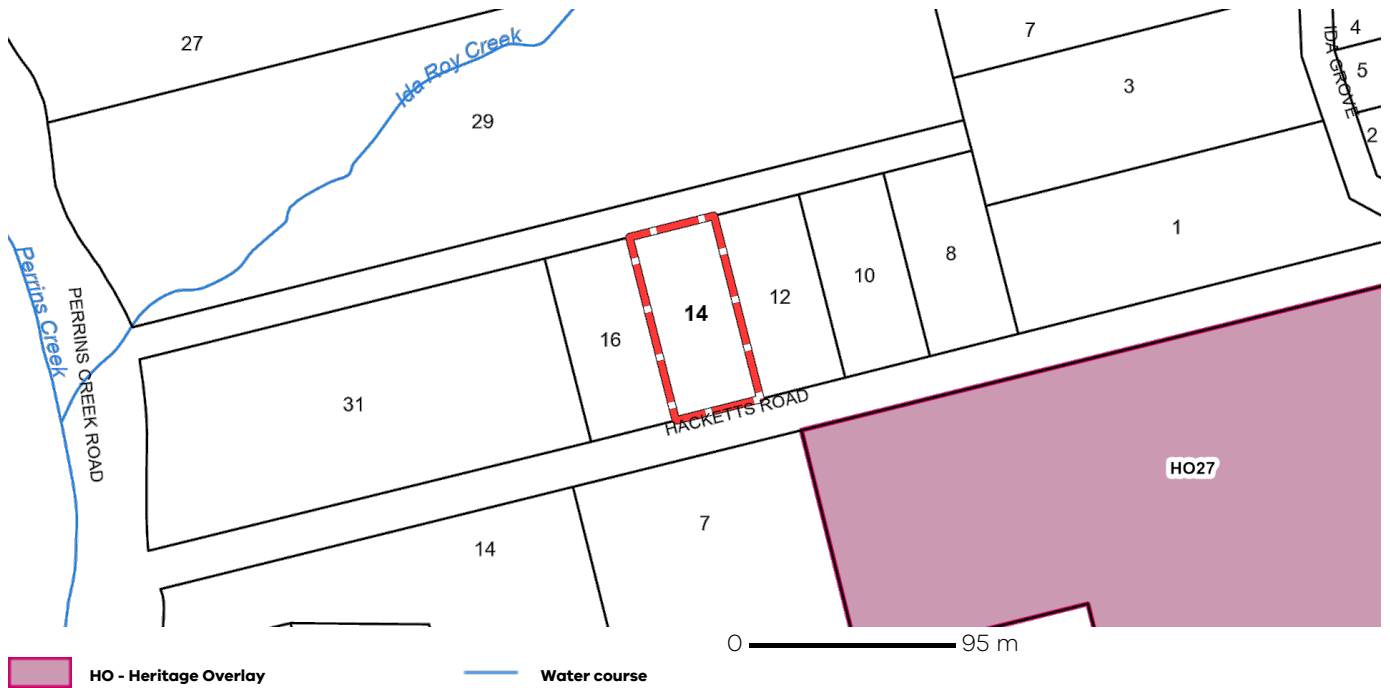 27
Ida Roy Creek
7
IDA GROVE
4
5
2
3
29
1
8
10
12
14
16
Perrins Creek
PERRINS CREEK ROAD
31
HACKETTS ROAD
HO27
7
14
0 95 m
HO - Heritage Overlay
Water course